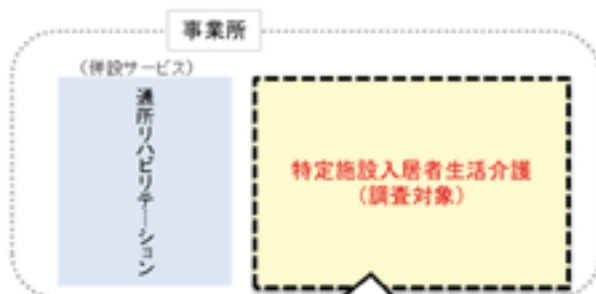 事業所
(併設サービス)
通所リハビリテーション
特定施設入居者生活介護
(調査対象)